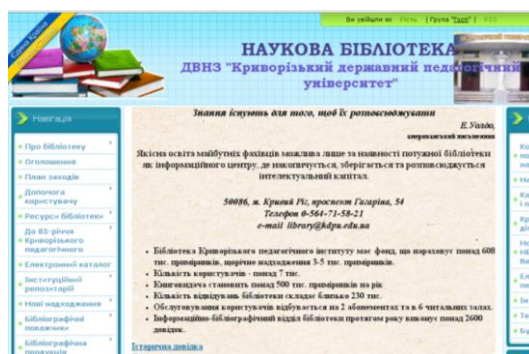 Єдина Країна
Ви увійшли як Гість | Група "Гості" | RSS
НАУКОВА БІБЛІОТЕКА
ДВНЗ "Криворізький державний педагогічний
університет"
Навігація
Про бібліотеку
Оголошення
План заходів
Допомога
користувачу
Ресурси бібліотеки
До 85-річчя
Криворізького
педагогічного
Електронний каталог
Інституційний
репозитарій
Нові надходження
Бібліографічні
покажчики
Бібліографічна
продукція
Знання існують для того, щоб їх розповсюджувати
Е.Уолдо,
американський письменник
Якісна освіта майбутніх фахівців можлива лише за наявності потужної бібліотеки
як інформаційного центру, де накопичується, зберігається та розповсюджується
інтелектуальний капітал.
50086, м. Кривий Ріг, проспект Гагаріна, 54
Телефон 0-564-71-58-21
e-mail library@kdpu.edu.ua
Бібліотека Криворізького педагогічного інституту має фонд, що нараховує понад 608
тис. примірників, щорічне надходження 3-5 тис. примірників.
Кількість користувачів - понад 7 тис.
Книговидача становить понад 500 тис. примірників на рік
Кількість відвідувань бібліотеки складає близько 230 тис.
Обслуговування користувачів відбувається на 2 абонементах та в 6 читальних залах.
Інформаційно-бібліографічний відділ бібліотеки протягом року виконує понад 2600
довідок.
Історична довідка